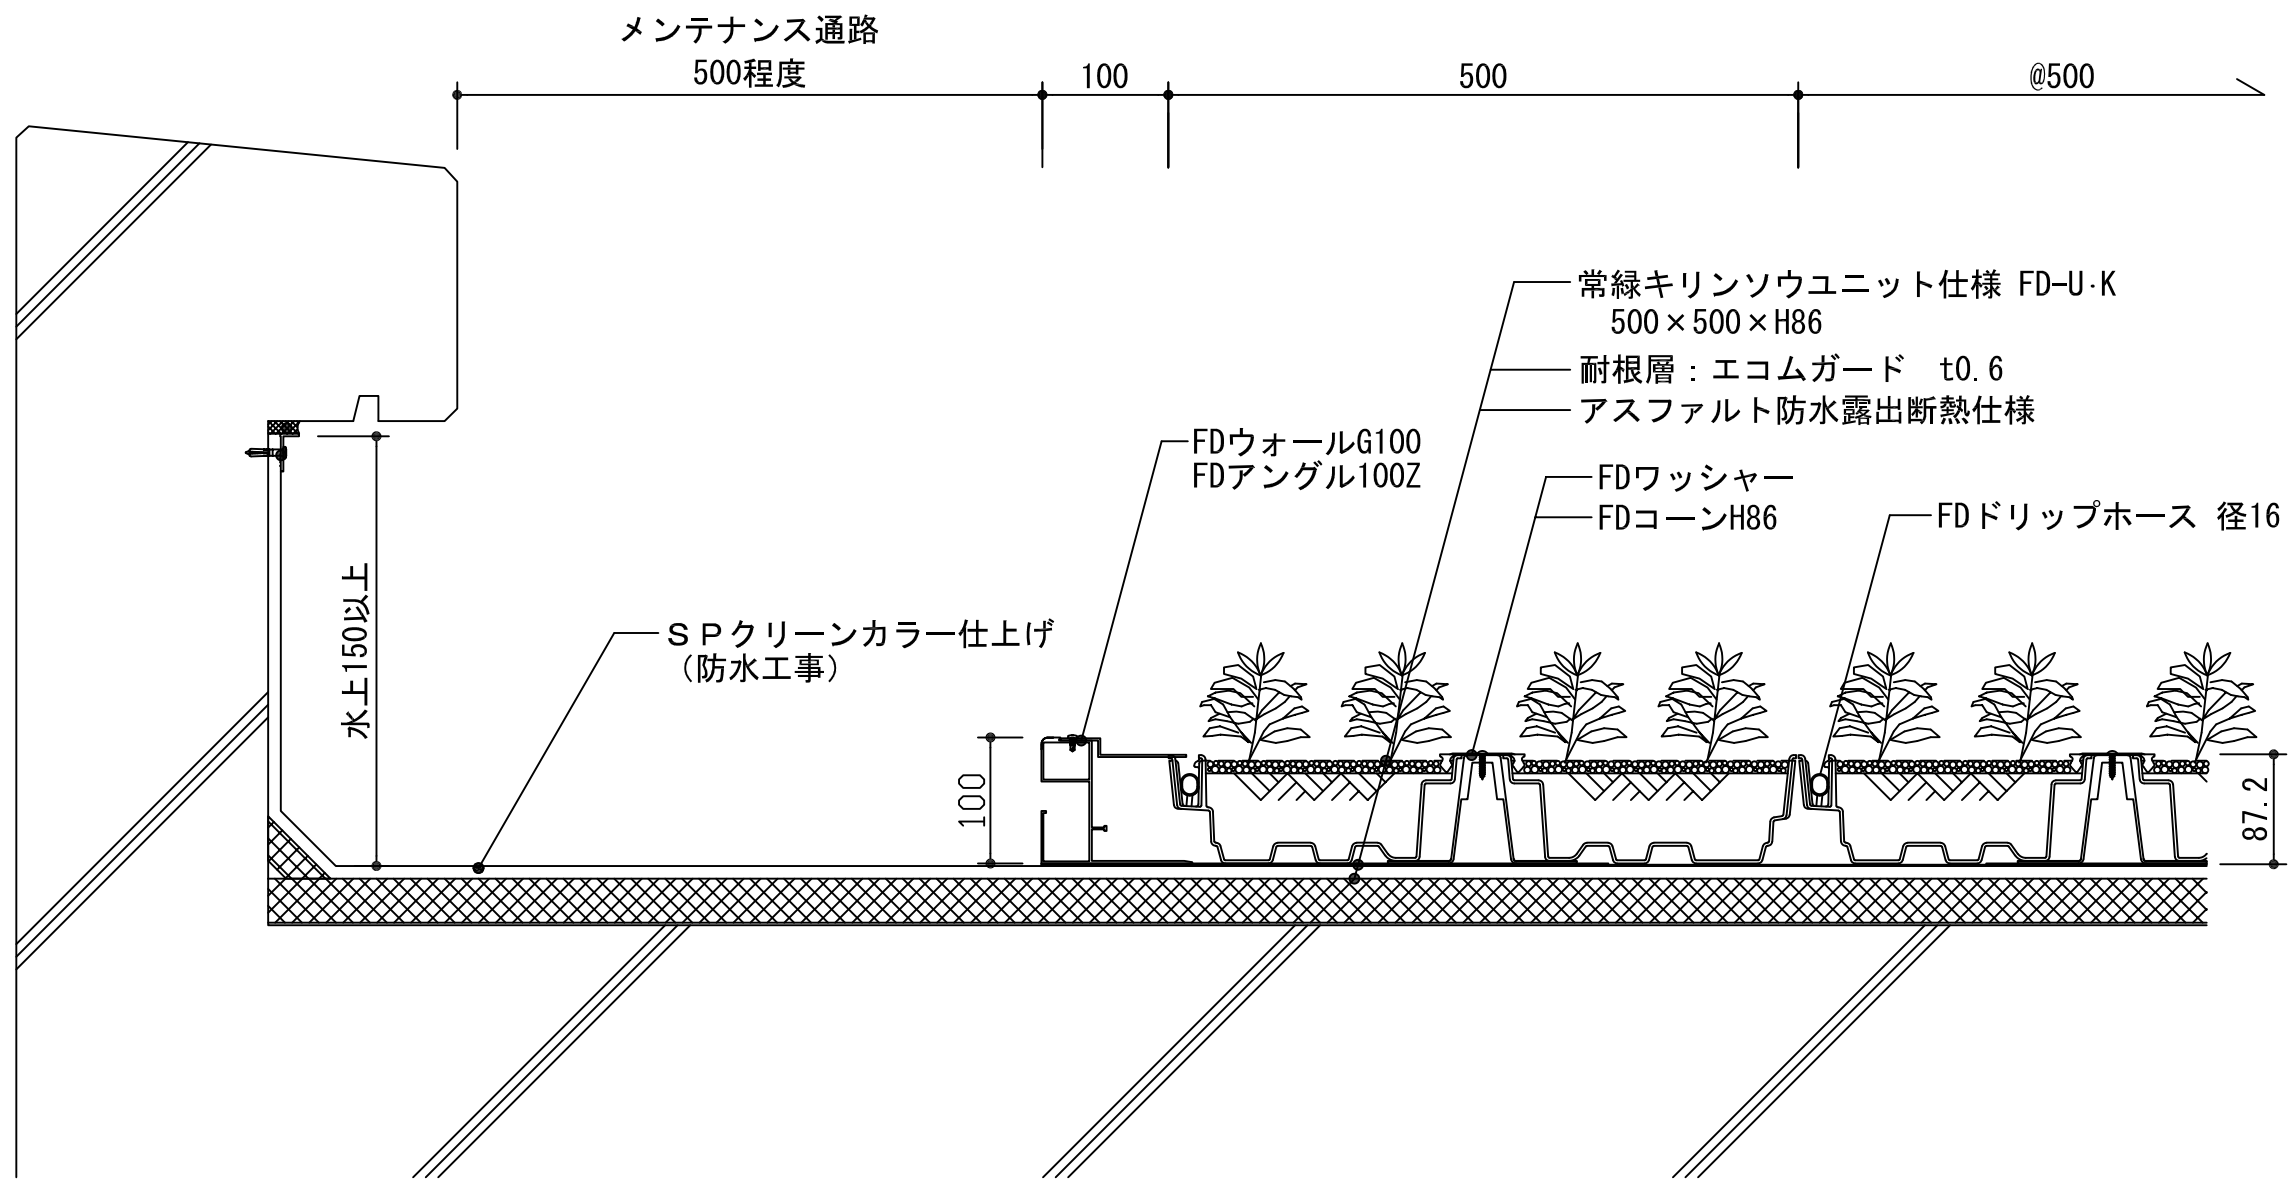 メンテナンス通路
500程度
100
500
@500
常緑キリンソウユニット仕様 FD-U·K
500×500×H86
耐根層：エコムガード　t0.6
アスファルト防水露出断熱仕様
FDウォールG100
FDアングル100Z
FDワッシャー
FDコーンH86
FDドリップホース 径16
水上150以上
ＳＰクリーンカラー仕上げ
（防水工事）
100
87.2